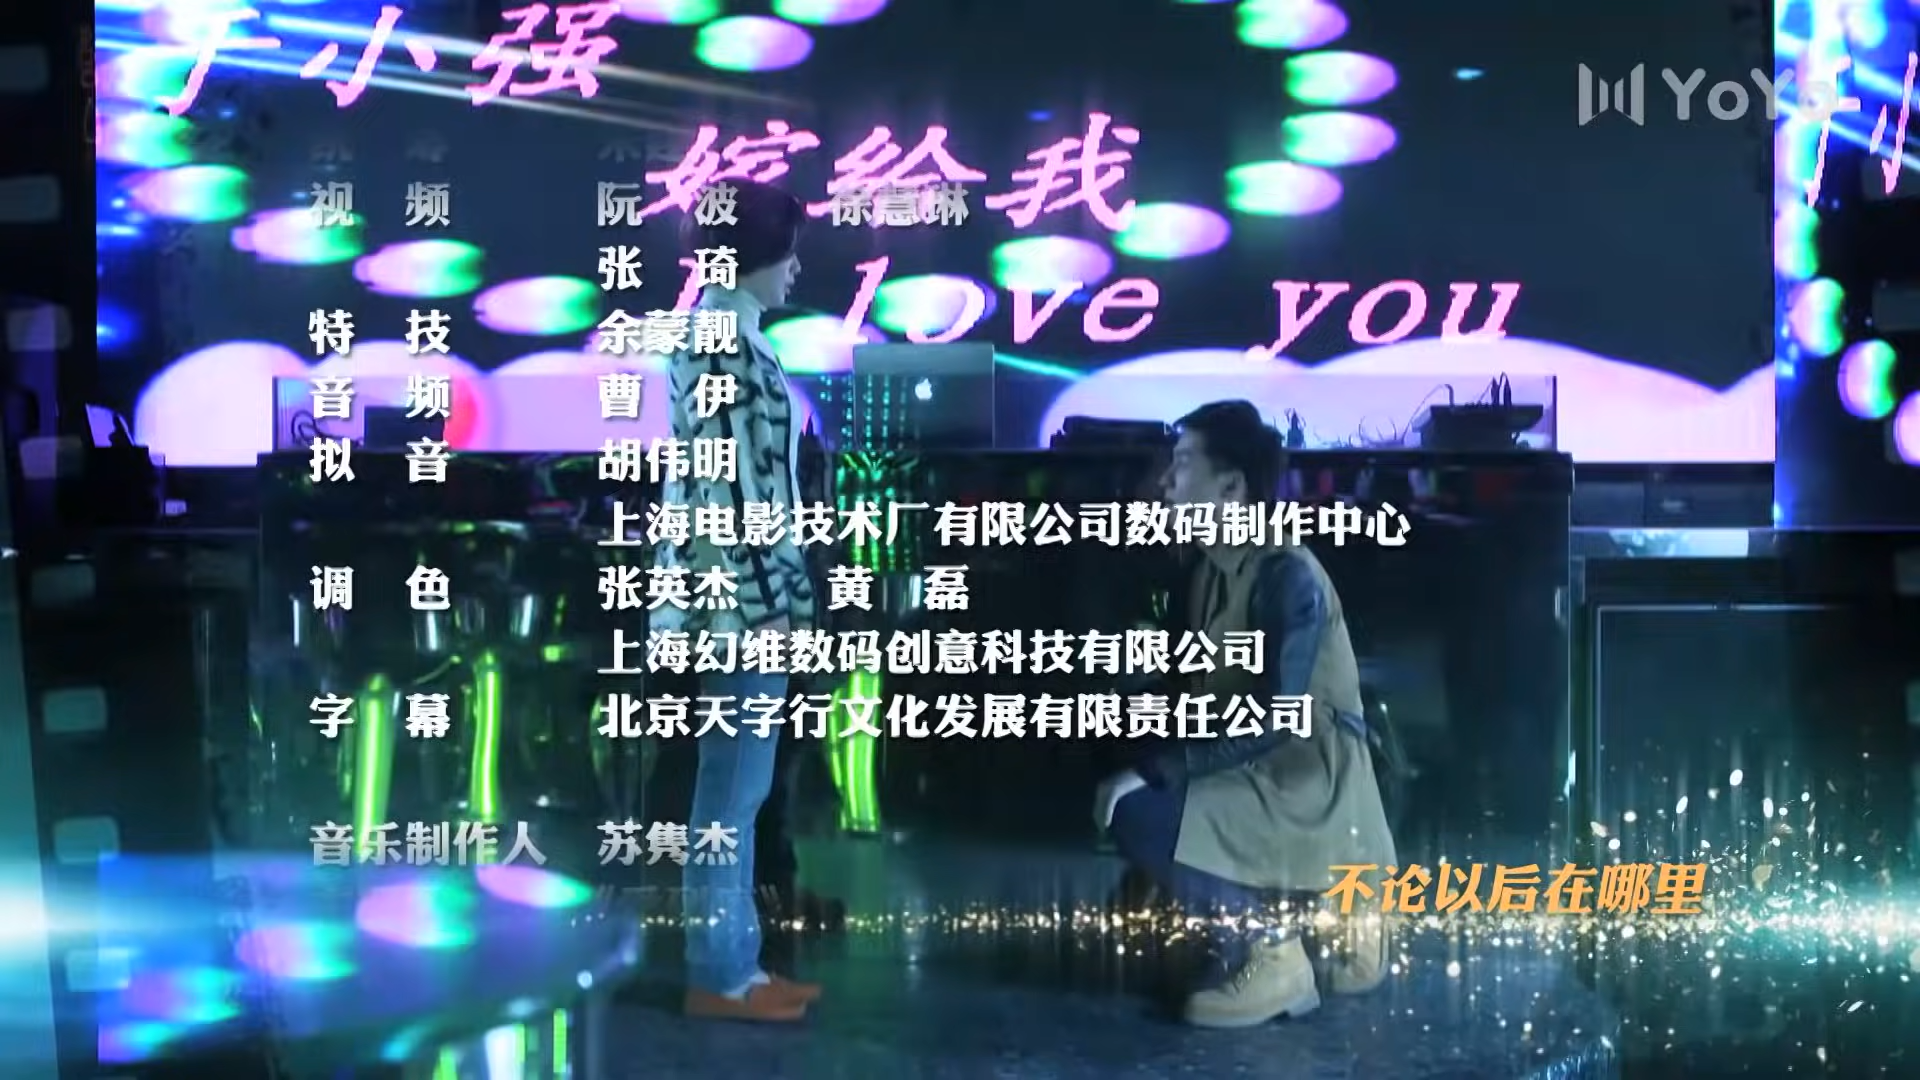 于小强
YoYo
嫁给我
视 频 阮 波 徐慧琳
张 琦
I love you
特 技 余蒙靓
音 频 曹 伊
拟 音 胡伟明
上海电影技术厂有限公司数码制作中心
调 色 张英杰 黄 磊
上海幻维数码创意科技有限公司
字 幕 北京天字行文化发展有限责任公司
音乐制作人 苏隽杰
不论以后在哪里